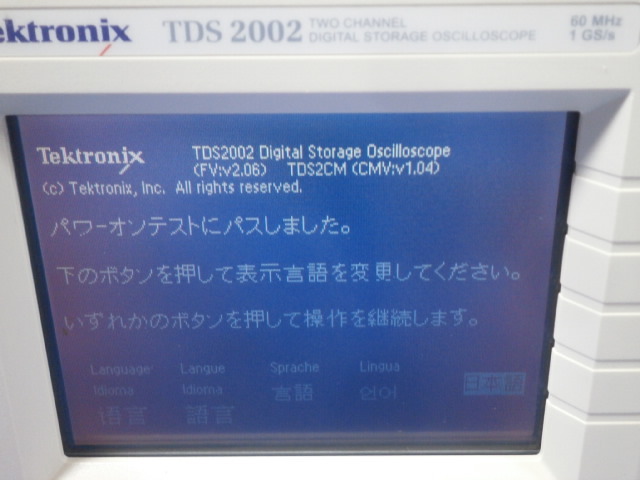 Tektronix TDS 2002 TWO CHANNEL DIGITAL STORAGE OSCILLOSCOPE 60 MHz 1 GS/s
Tektronix TDS2002 Digital Storage Oscilloscope
(FV:v2.06) TDS2CM (CMV:v1.04)
(c) Tektronix, Inc. All rights reserved.
パワーオンテストにパスしました。
下のボタンを押して表示言語を変更してください。
いずれかのボタンを押して操作を継続します。
Language Langue Sprache Lingua
Idioma Idioma 言語 언어 日本語
语言 語言